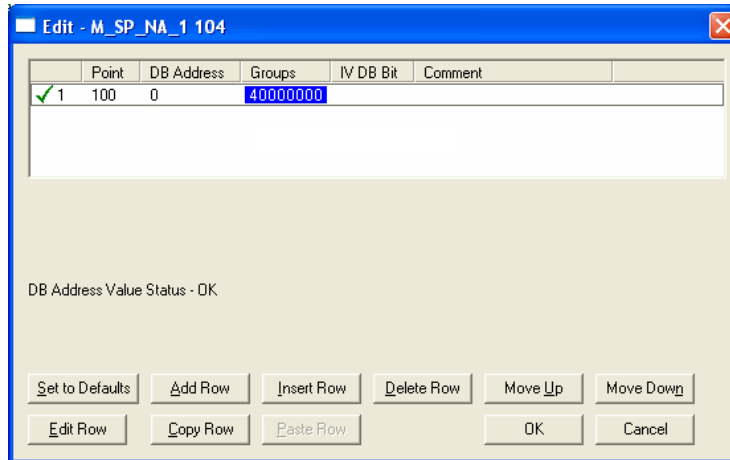 Edit - M_SP_NA_1 104
Point DB Address Groups IV DB Bit Comment
1 100 0 40000000
DB Address Value Status - OK
Set to Defaults Add Row Insert Row Delete Row Move Up Move Down
Edit Row Copy Row Paste Row OK Cancel